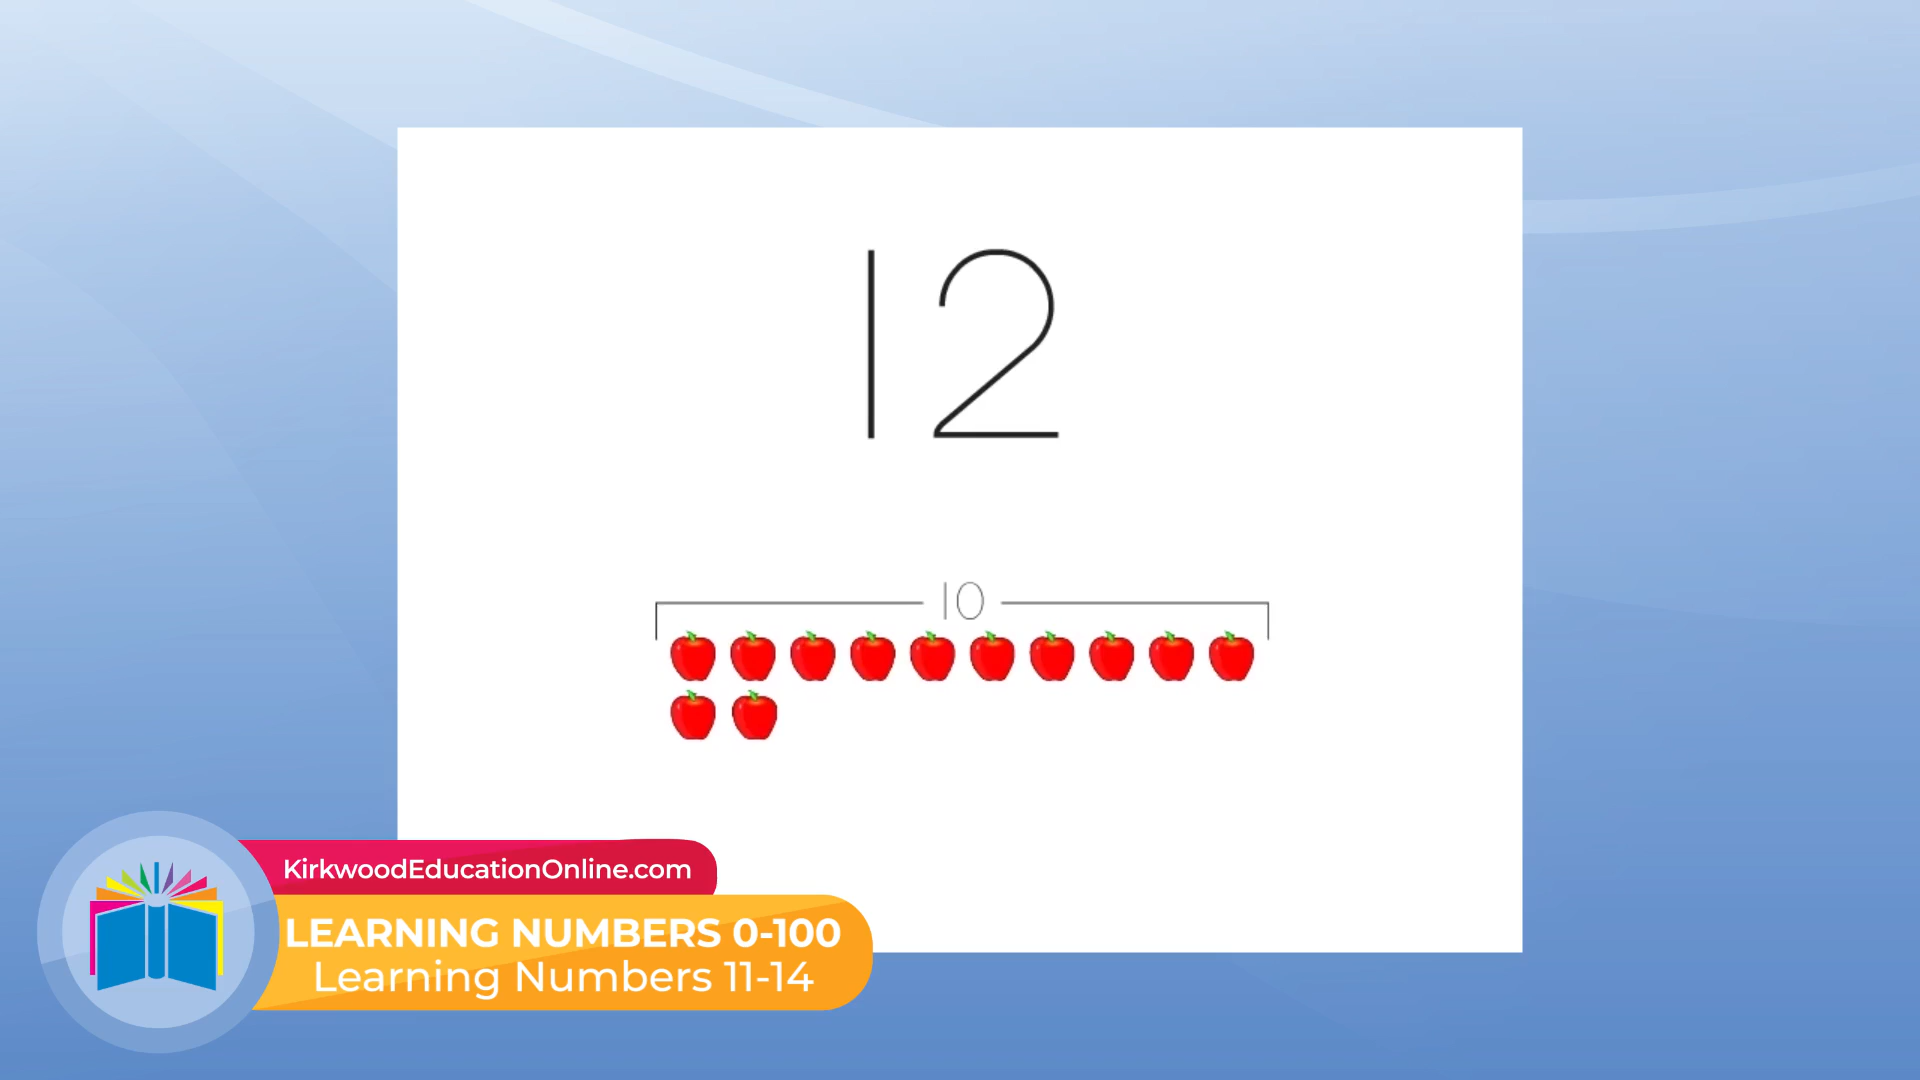 12
10
KirkwoodEducationOnline.com
LEARNING NUMBERS 0-100
Learning Numbers 11-14